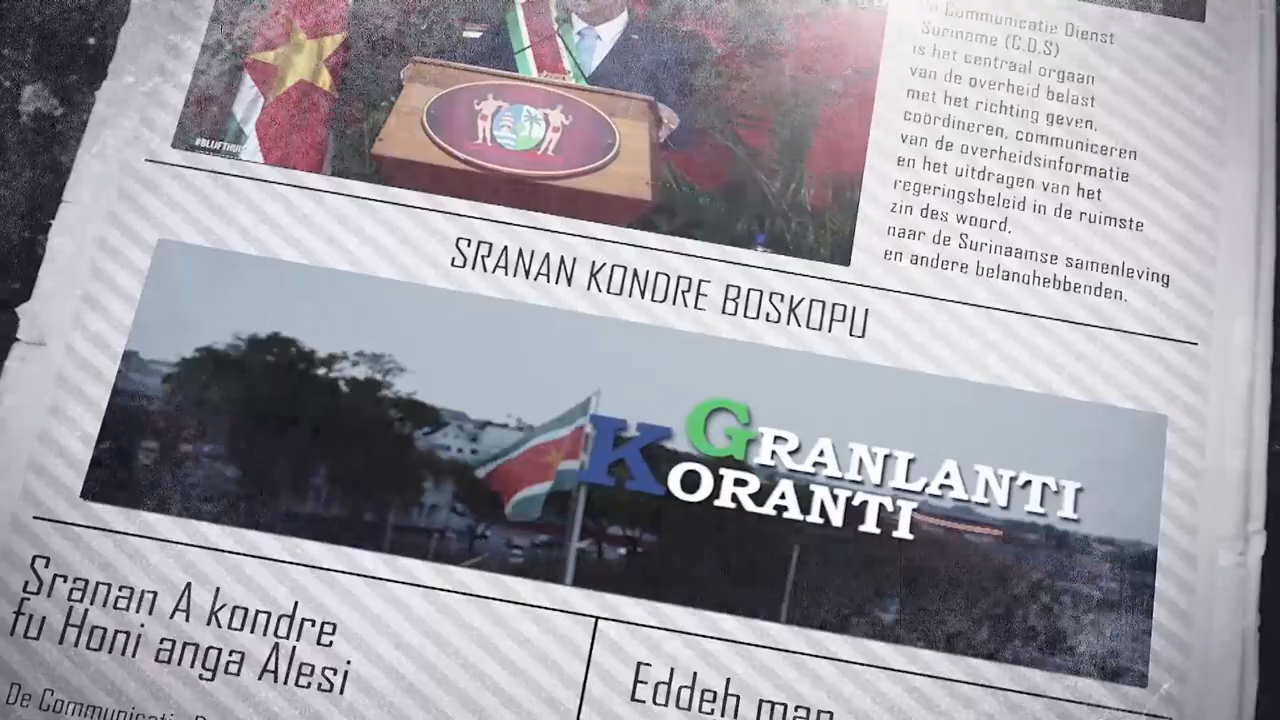 Communicatie Dienst
Suriname (C.D.S)
is het centraal orgaan
van de overheid belast
met het richting geven,
coördineren, communiceren
van de overheidsinformatie
en het uitdragen van het
regeringsbeleid in de ruimste
zin des woord.
naar de Surinaamse samenleving
en andere belanghebbenden.
SRANAN KONDRE BOSKOPU
GRANLANTI
KORANTI
Sranan A kondre
fu Honi anga Alesi
De
Eddeh man